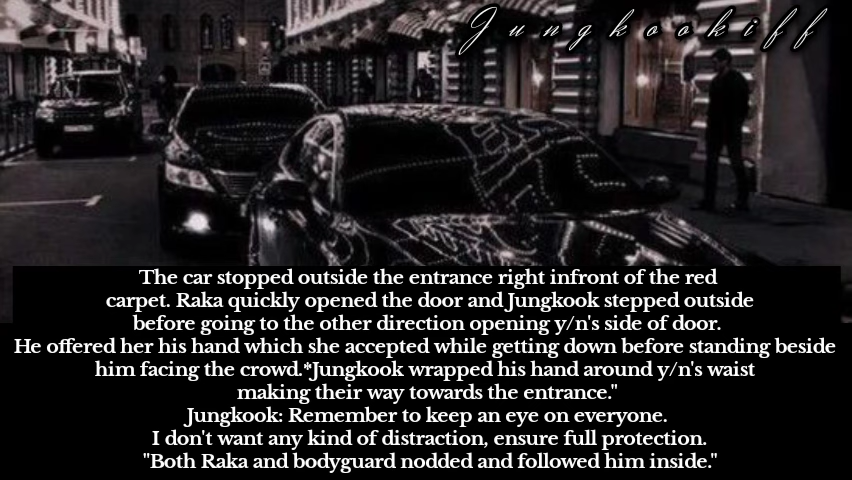 Jungkookiff
The car stopped outside the entrance right infront of the red
carpet. Raka quickly opened the door and Jungkook stepped outside
before going to the other direction opening y/n's side of door.
He offered her his hand which she accepted while getting down before standing beside
him facing the crowd.*Jungkook wrapped his hand around y/n's waist
making their way towards the entrance."
Jungkook: Remember to keep an eye on everyone.
I don't want any kind of distraction, ensure full protection.
"Both Raka and bodyguard nodded and followed him inside."